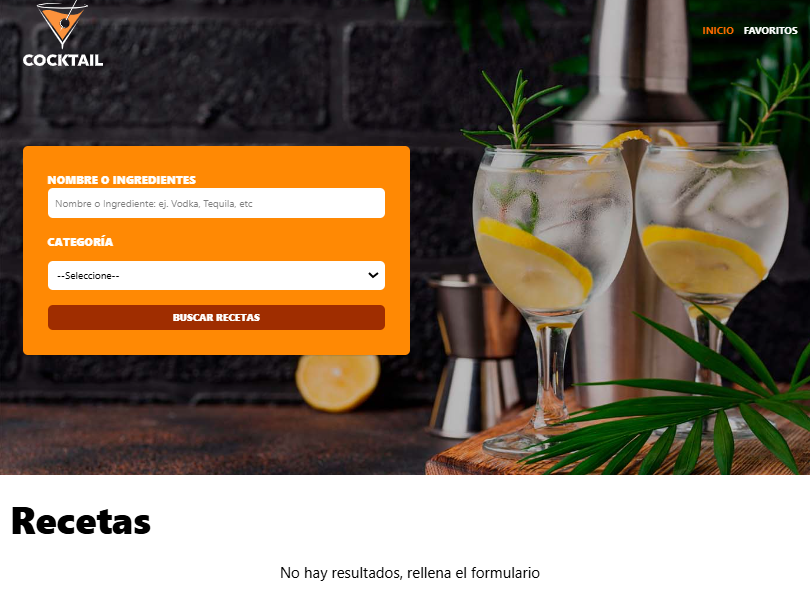 COCKTAIL
INICIO FAVORITOS
NOMBRE O INGREDIENTES
Nombre o Ingrediente: ej. Vodka, Tequila, etc
CATEGORÍA
--Seleccione--
BUSCAR RECETAS
Recetas
No hay resultados, rellena el formulario